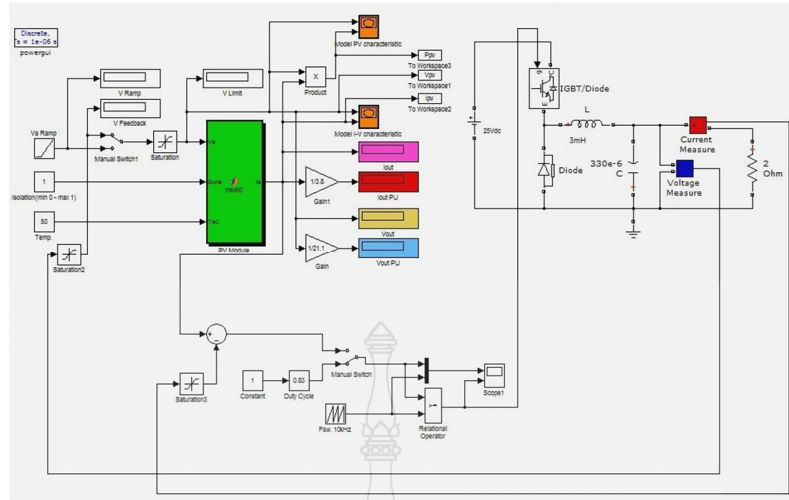 Discrete,
s = 1e-06 s
powergui
V Ramp
V Limit
V Feedback
Va Ramp
Manual Switch1
Saturation
1
Isolation(min 0 - max 1)
50
Temp.
Saturation2
Va
Suns
msx60
Ia
TaC
PV Module
Model PV characteristic
X
Product
Ppv
To Workspace3
Vpv
To Workspace1
Ipv
To Workspace2
Model I-V characteristic
Iout
1/3.8
Gain1
Iout PU
Vout
1/21.1
Gain
Vout PU
25Vdc
g
C
E
IGBT/Diode
L
3mH
Diode
330e-6
C
Current
Measure
Voltage
Measure
2
Ohm
+
-
Saturation3
1
Constant
0.83
Duty Cycle
Manual Switch
Fsw. 10kHz
>=
Relational
Operator
Scope1